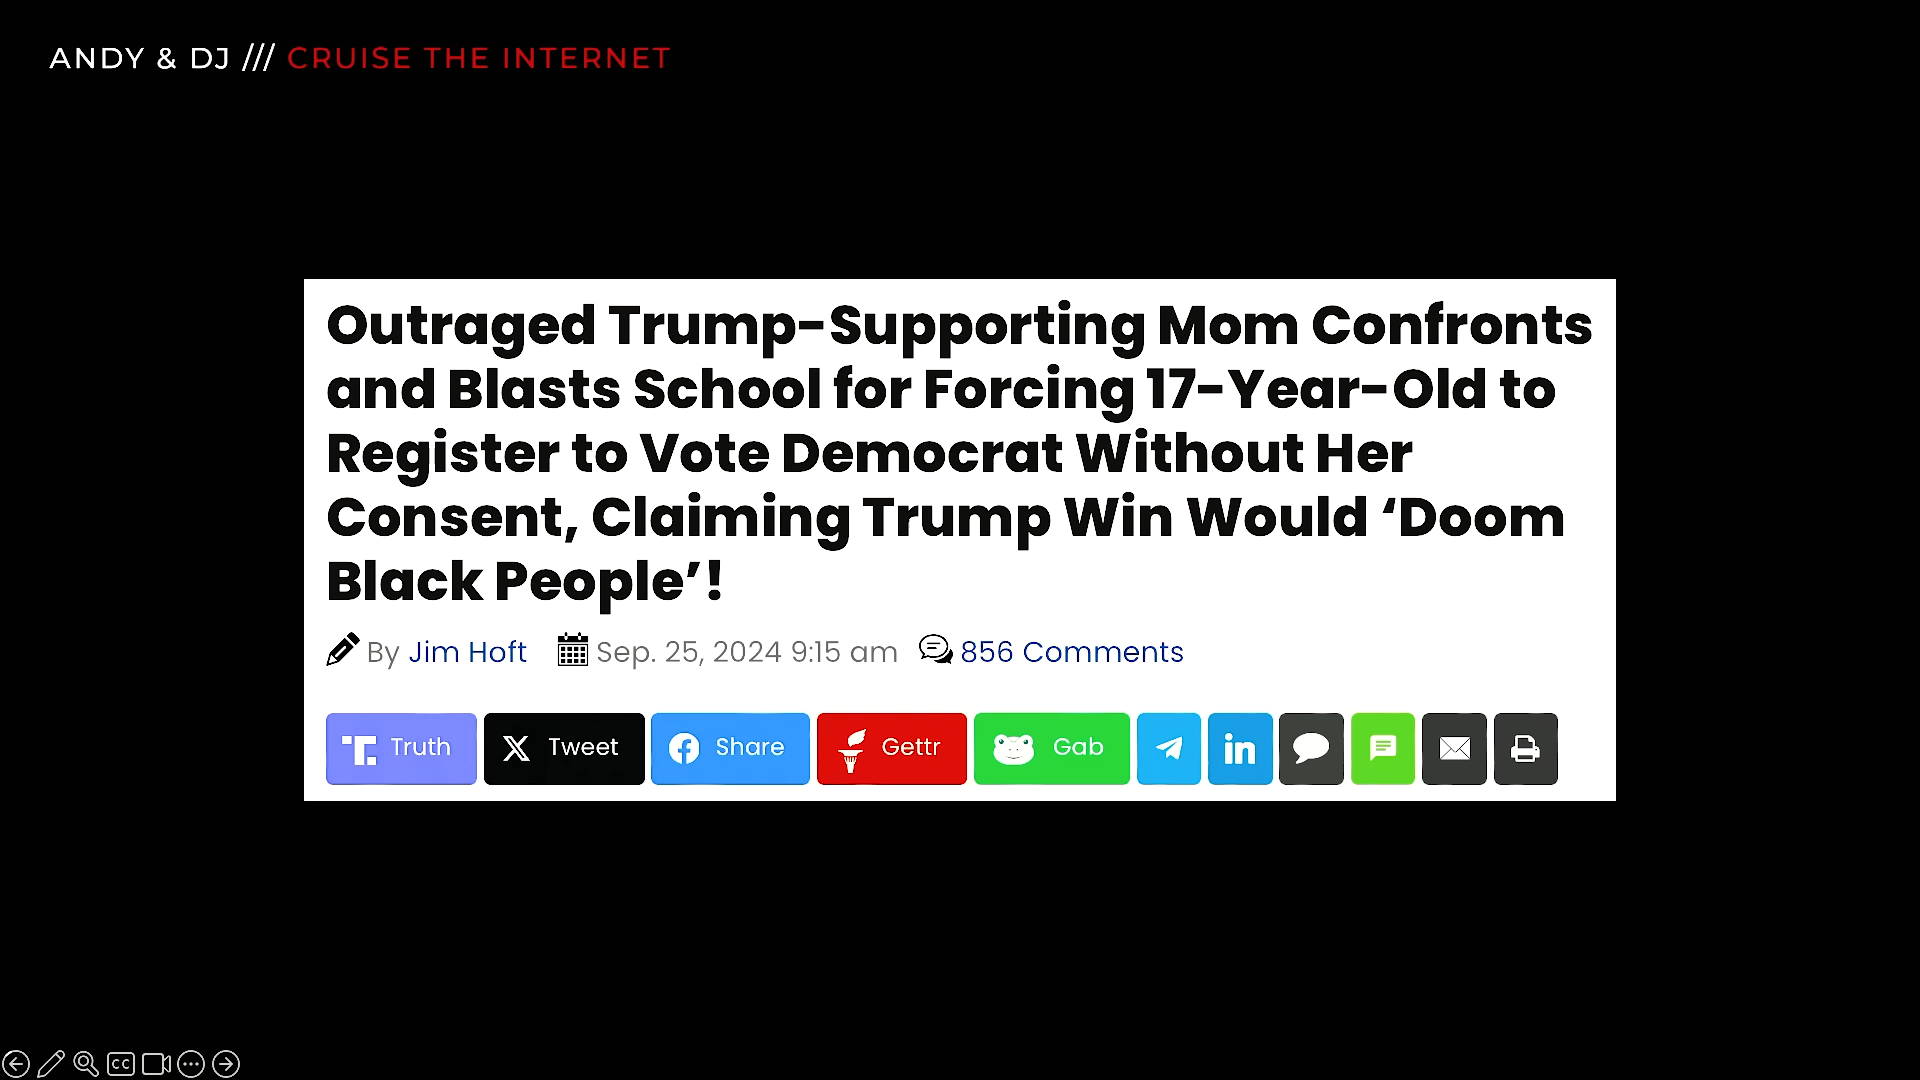 ANDY & DJ /// CRUISE THE INTERNET
Outraged Trump-Supporting Mom Confronts
and Blasts School for Forcing 17-Year-Old to
Register to Vote Democrat Without Her
Consent, Claiming Trump Win Would ‘Doom
Black People’!
By Jim Hoft Sep. 25, 2024 9:15 am 856 Comments
Truth Tweet Share Gettr Gab in
CC